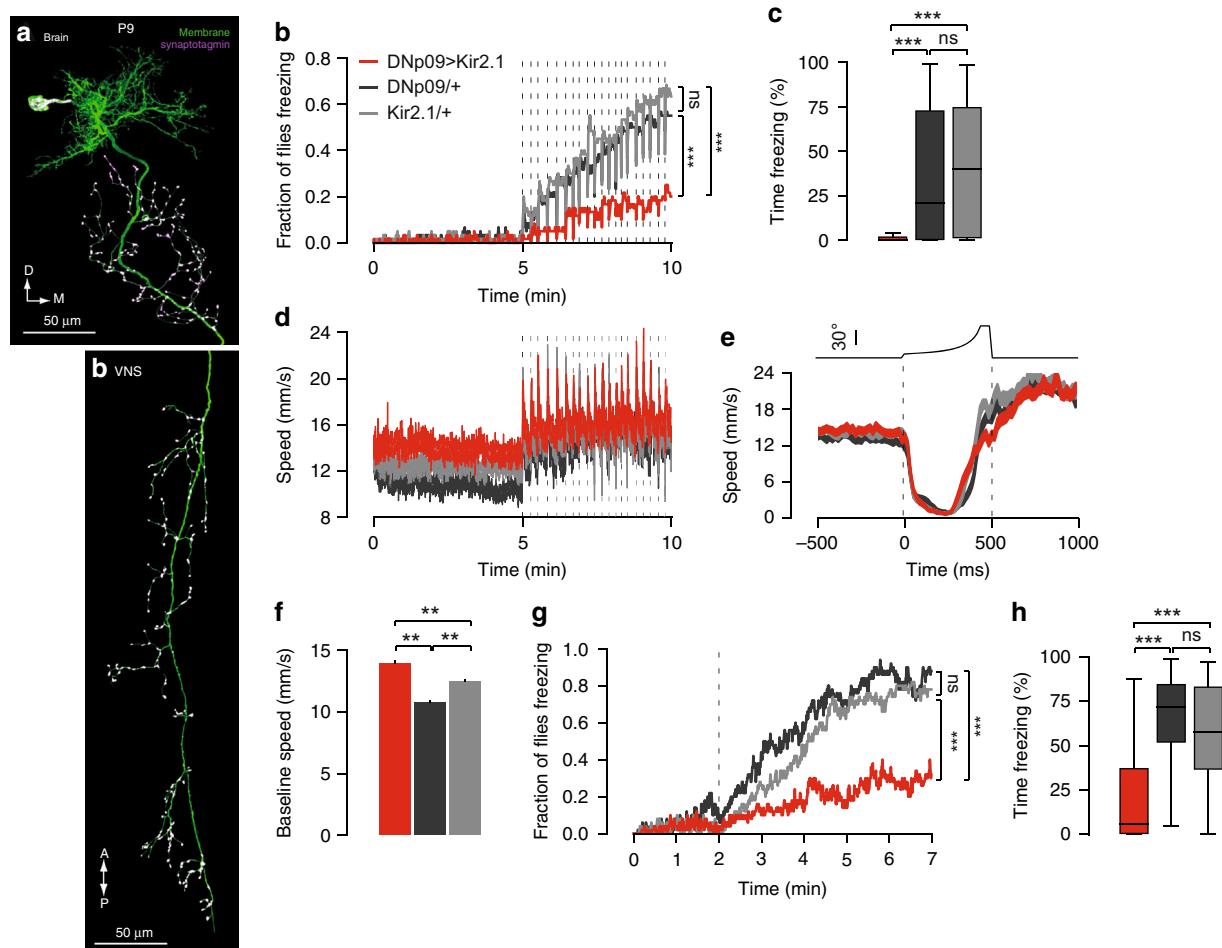 a
Brain
P9
Membrane
synaptotagmin
D
M
50 µm
b
VNS
A
P
50 µm
b
Fraction of flies freezing
0.8
0.6
0.4
0.2
0.0
DNp09>Kir2.1
DNp09/+
Kir2.1/+
ns
***
***
0
5
10
Time (min)
c
***
***
ns
Time freezing (%)
100
75
50
25
0
d
Speed (mm/s)
24
20
16
12
8
0
5
10
Time (min)
e
30°
Speed (mm/s)
24
18
12
6
0
–500
0
500
1000
Time (ms)
f
**
**
**
Baseline speed (mm/s)
15
10
5
0
g
Fraction of flies freezing
1.0
0.8
0.6
0.4
0.2
0.0
ns
***
***
0
1
2
3
4
5
6
7
Time (min)
h
***
***
ns
Time freezing (%)
100
75
50
25
0